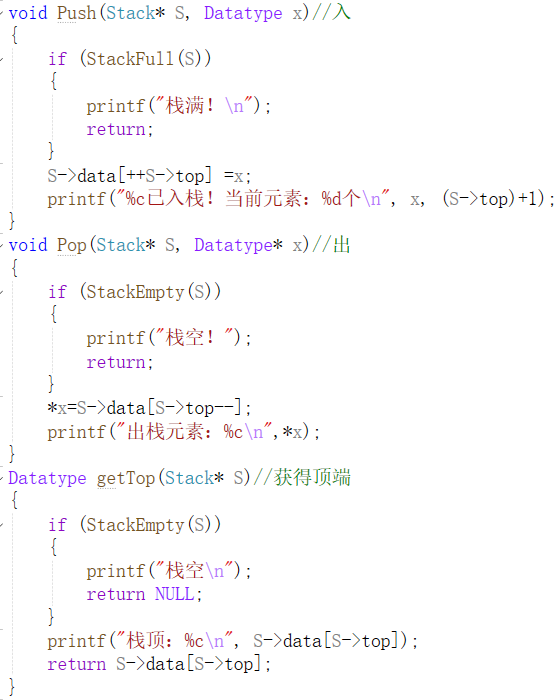 void Push(Stack* S, Datatype x)//入
{
    if (StackFull(S))
    {
        printf("栈满！\n");
        return;
    }
    S->data[++S->top] =x;
    printf("%c已入栈！当前元素：%d个\n", x, (S->top)+1);
}
void Pop(Stack* S, Datatype* x)//出
{
    if (StackEmpty(S))
    {
        printf("栈空！");
        return;
    }
    *x=S->data[S->top--];
    printf("出栈元素：%c\n",*x);
}
Datatype getTop(Stack* S)//获得顶端
{
    if (StackEmpty(S))
    {
        printf("栈空\n");
        return NULL;
    }
    printf("栈顶：%c\n", S->data[S->top]);
    return S->data[S->top];
}